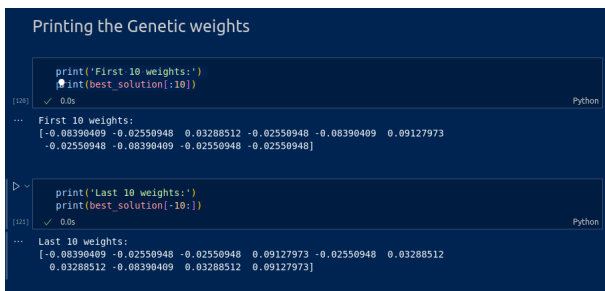 Printing the Genetic weights
print('First 10 weights:')
print(best_solution[:10])
[120] ✓ 0.0s Python
... First 10 weights:
[-0.08390409 -0.02550948 0.03288512 -0.02550948 -0.08390409 0.09127973
-0.02550948 -0.08390409 -0.02550948 -0.02550948]
print('Last 10 weights:')
print(best_solution[-10:])
[121] ✓ 0.0s Python
... Last 10 weights:
[-0.08390409 -0.02550948 -0.02550948 0.09127973 -0.02550948 0.03288512
0.03288512 -0.08390409 0.03288512 0.09127973]